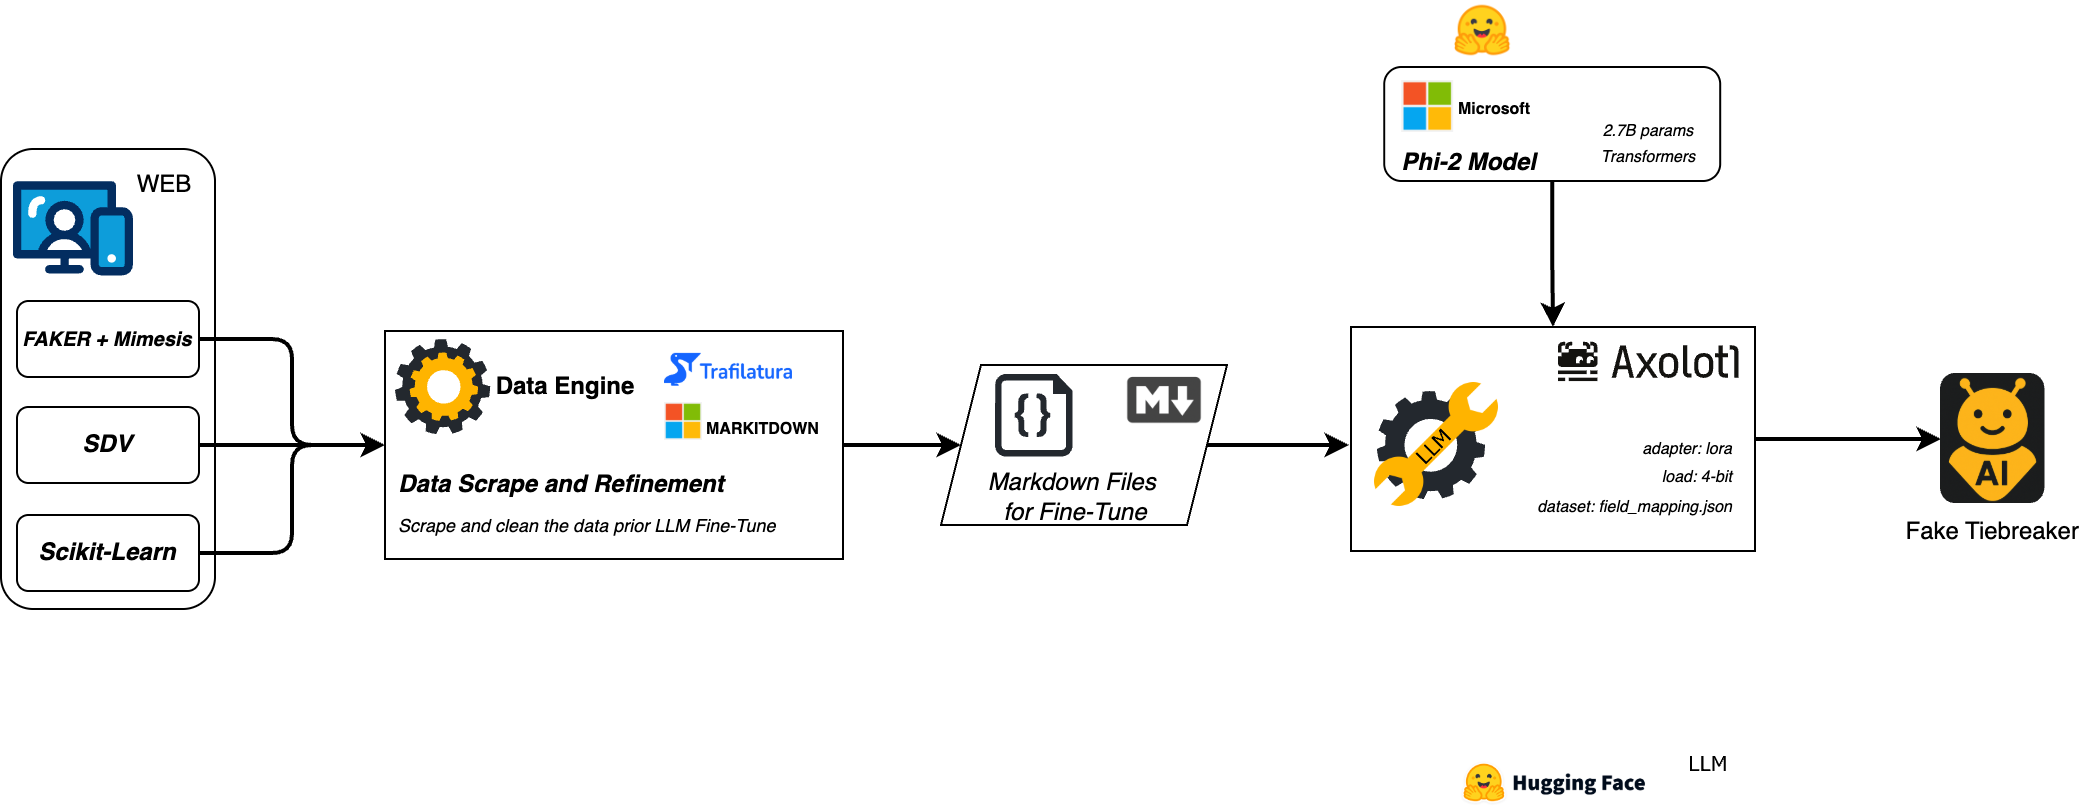 WEB
FAKER + Mimesis
SDV
Scikit-Learn
Data Engine
Trafilatura
MARKITDOWN
Data Scrape and Refinement
Scrape and clean the data prior LLM Fine-Tune
{}
M
Markdown Files
for Fine-Tune
Microsoft
Phi-2 Model
2.7B params
Transformers
Axolotl
LLM
adapter: lora
load: 4-bit
dataset: field_mapping.json
AI
Fake Tiebreaker
LLM
Hugging Face